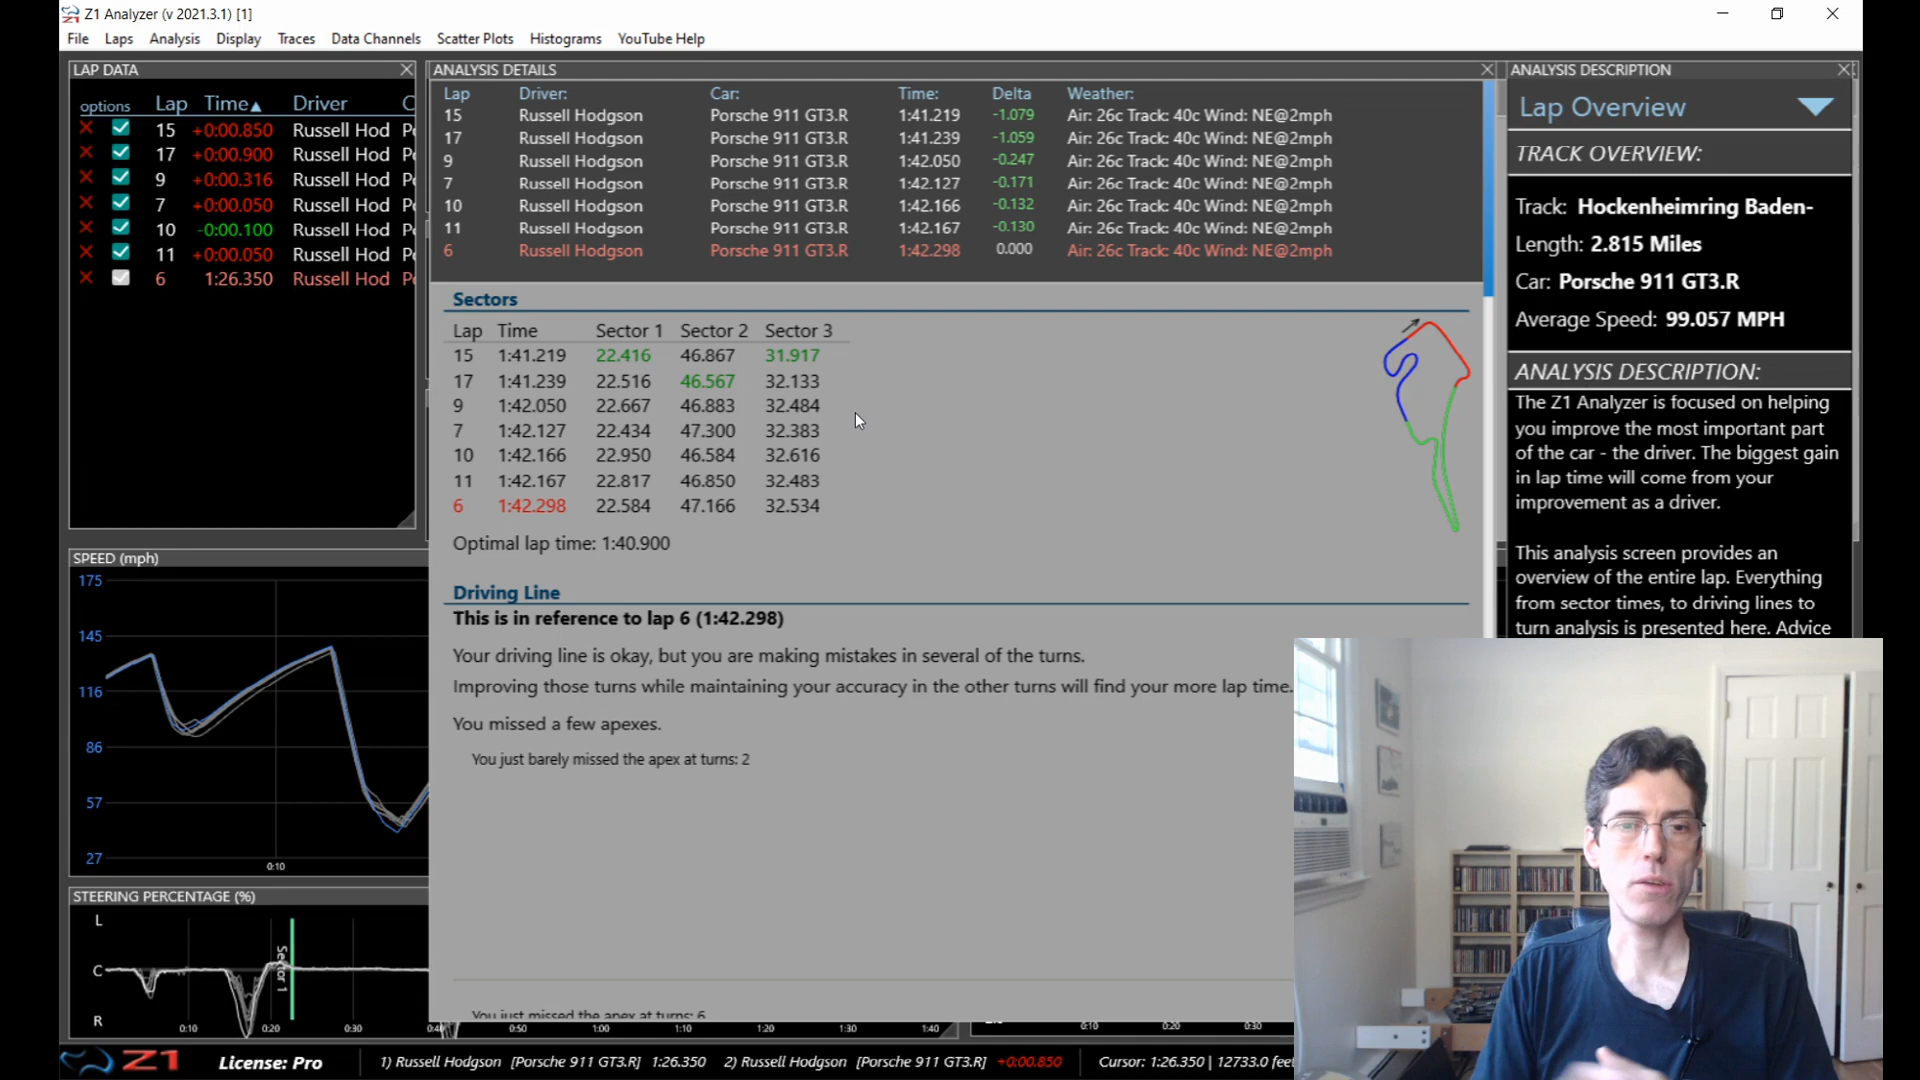 Z1 Analyzer (v 2021.3.1) [1]
File Laps Analysis Display Traces Data Channels Scatter Plots Histograms YouTube Help
LAP DATA
options Lap Time▲ Driver C
15 +0:00.850 Russell Hod Po
17 +0:00.900 Russell Hod Po
9 +0:00.316 Russell Hod Po
7 +0:00.050 Russell Hod Po
10 -0:00.100 Russell Hod Po
11 +0:00.050 Russell Hod Po
6 1:26.350 Russell Hod Po
ANALYSIS DETAILS
Lap Driver: Car: Time: Delta Weather:
15 Russell Hodgson Porsche 911 GT3.R 1:41.219 -1.079 Air: 26c Track: 40c Wind: NE@2mph
17 Russell Hodgson Porsche 911 GT3.R 1:41.239 -1.059 Air: 26c Track: 40c Wind: NE@2mph
9 Russell Hodgson Porsche 911 GT3.R 1:42.050 -0.247 Air: 26c Track: 40c Wind: NE@2mph
7 Russell Hodgson Porsche 911 GT3.R 1:42.127 -0.171 Air: 26c Track: 40c Wind: NE@2mph
10 Russell Hodgson Porsche 911 GT3.R 1:42.166 -0.132 Air: 26c Track: 40c Wind: NE@2mph
11 Russell Hodgson Porsche 911 GT3.R 1:42.167 -0.130 Air: 26c Track: 40c Wind: NE@2mph
6 Russell Hodgson Porsche 911 GT3.R 1:42.298 0.000 Air: 26c Track: 40c Wind: NE@2mph
Sectors
Lap Time Sector 1 Sector 2 Sector 3
15 1:41.219 22.416 46.867 31.917
17 1:41.239 22.516 46.567 32.133
9 1:42.050 22.667 46.883 32.484
7 1:42.127 22.434 47.300 32.383
10 1:42.166 22.950 46.584 32.616
11 1:42.167 22.817 46.850 32.483
6 1:42.298 22.584 47.166 32.534
Optimal lap time: 1:40.900
Driving Line
This is in reference to lap 6 (1:42.298)
Your driving line is okay, but you are making mistakes in several of the turns.
Improving those turns while maintaining your accuracy in the other turns will find your more lap time.
You missed a few apexes.
You just barely missed the apex at turns: 2
You just missed the apex at turns: 6
ANALYSIS DESCRIPTION
Lap Overview
TRACK OVERVIEW:
Track: Hockenheimring Baden-
Length: 2.815 Miles
Car: Porsche 911 GT3.R
Average Speed: 99.057 MPH
ANALYSIS DESCRIPTION:
The Z1 Analyzer is focused on helping
you improve the most important part
of the car - the driver. The biggest gain
in lap time will come from your
improvement as a driver.
This analysis screen provides an
overview of the entire lap. Everything
from sector times, to driving lines to
turn analysis is presented here. Advice
SPEED (mph)
175
145
116
86
57
27
0:10
STEERING PERCENTAGE (%)
L
C
R
Sector 1
0:10 0:20 0:30 0:40 0:50 1:00 1:10 1:20 1:30 1:40
0:10 0:20 0:30
Z1 License: Pro 1) Russell Hodgson [Porsche 911 GT3.R] 1:26.350 2) Russell Hodgson [Porsche 911 GT3.R] +0:00.850 Cursor: 1:26.350 | 12733.0 feet